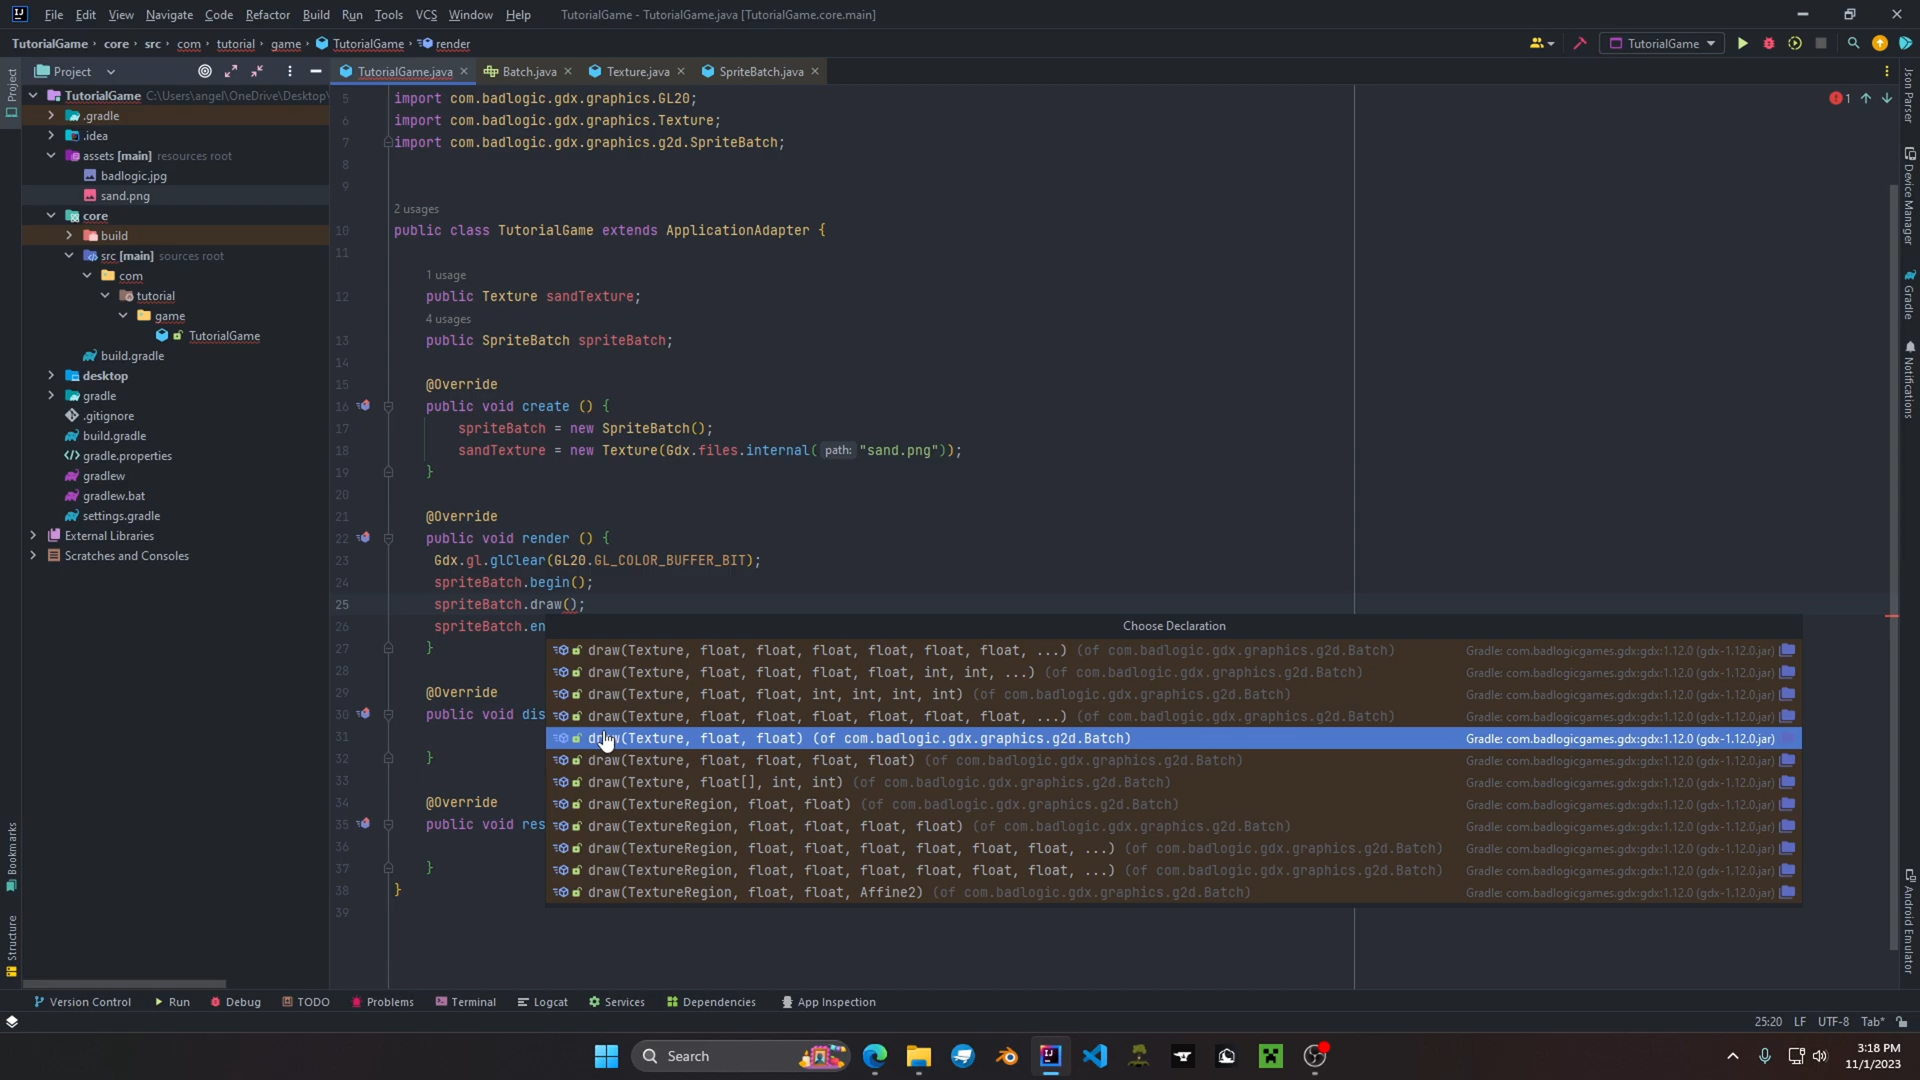 File Edit View Navigate Code Refactor Build Run Tools VCS Window Help TutorialGame - TutorialGame.java [TutorialGame.core.main]
TutorialGame core src com tutorial game TutorialGame render TutorialGame
Project TutorialGame.java Batch.java Texture.java SpriteBatch.java
TutorialGame C:\Users\angel\OneDrive\Desktop\
.gradle
.idea
assets [main] resources root
badlogic.jpg
sand.png
core
build
src [main] sources root
com
tutorial
game
TutorialGame
build.gradle
desktop
gradle
.gitignore
build.gradle
gradle.properties
gradlew
gradlew.bat
settings.gradle
External Libraries
Scratches and Consoles
5 import com.badlogic.gdx.graphics.GL20;
6 import com.badlogic.gdx.graphics.Texture;
7 import com.badlogic.gdx.graphics.g2d.SpriteBatch;
8
9
2 usages
10 public class TutorialGame extends ApplicationAdapter {
11
1 usage
12 public Texture sandTexture;
4 usages
13 public SpriteBatch spriteBatch;
14
15 @Override
16 public void create () {
17 spriteBatch = new SpriteBatch();
18 sandTexture = new Texture(Gdx.files.internal( path: "sand.png"));
19 }
20
21 @Override
22 public void render () {
23 Gdx.gl.glClear(GL20.GL_COLOR_BUFFER_BIT);
24 spriteBatch.begin();
25 spriteBatch.draw();
26 spriteBatch.en
27 }
28
29 @Override
30 public void dis
31
32 }
33
34 @Override
35 public void res
36
37 }
38 }
39
1
Choose Declaration
draw(Texture, float, float, float, float, float, float, ...) (of com.badlogic.gdx.graphics.g2d.Batch) Gradle: com.badlogicgames.gdx:gdx:1.12.0 (gdx-1.12.0.jar)
draw(Texture, float, float, float, float, int, int, ...) (of com.badlogic.gdx.graphics.g2d.Batch) Gradle: com.badlogicgames.gdx:gdx:1.12.0 (gdx-1.12.0.jar)
draw(Texture, float, float, int, int, int, int) (of com.badlogic.gdx.graphics.g2d.Batch) Gradle: com.badlogicgames.gdx:gdx:1.12.0 (gdx-1.12.0.jar)
draw(Texture, float, float, float, float, float, float, ...) (of com.badlogic.gdx.graphics.g2d.Batch) Gradle: com.badlogicgames.gdx:gdx:1.12.0 (gdx-1.12.0.jar)
draw(Texture, float, float) (of com.badlogic.gdx.graphics.g2d.Batch) Gradle: com.badlogicgames.gdx:gdx:1.12.0 (gdx-1.12.0.jar)
draw(Texture, float, float, float, float) (of com.badlogic.gdx.graphics.g2d.Batch) Gradle: com.badlogicgames.gdx:gdx:1.12.0 (gdx-1.12.0.jar)
draw(Texture, float[], int, int) (of com.badlogic.gdx.graphics.g2d.Batch) Gradle: com.badlogicgames.gdx:gdx:1.12.0 (gdx-1.12.0.jar)
draw(TextureRegion, float, float) (of com.badlogic.gdx.graphics.g2d.Batch) Gradle: com.badlogicgames.gdx:gdx:1.12.0 (gdx-1.12.0.jar)
draw(TextureRegion, float, float, float, float) (of com.badlogic.gdx.graphics.g2d.Batch) Gradle: com.badlogicgames.gdx:gdx:1.12.0 (gdx-1.12.0.jar)
draw(TextureRegion, float, float, float, float, float, float, ...) (of com.badlogic.gdx.graphics.g2d.Batch) Gradle: com.badlogicgames.gdx:gdx:1.12.0 (gdx-1.12.0.jar)
draw(TextureRegion, float, float, float, float, float, float, ...) (of com.badlogic.gdx.graphics.g2d.Batch) Gradle: com.badlogicgames.gdx:gdx:1.12.0 (gdx-1.12.0.jar)
draw(TextureRegion, float, float, Affine2) (of com.badlogic.gdx.graphics.g2d.Batch) Gradle: com.badlogicgames.gdx:gdx:1.12.0 (gdx-1.12.0.jar)
Project
Bookmarks
Structure
Json Parser
Device Manager
Gradle
Notifications
Android Emulator
Version Control Run Debug TODO Problems Terminal Logcat Services Dependencies App Inspection
25:20 LF UTF-8 Tab*
Search
3:18 PM
11/1/2023